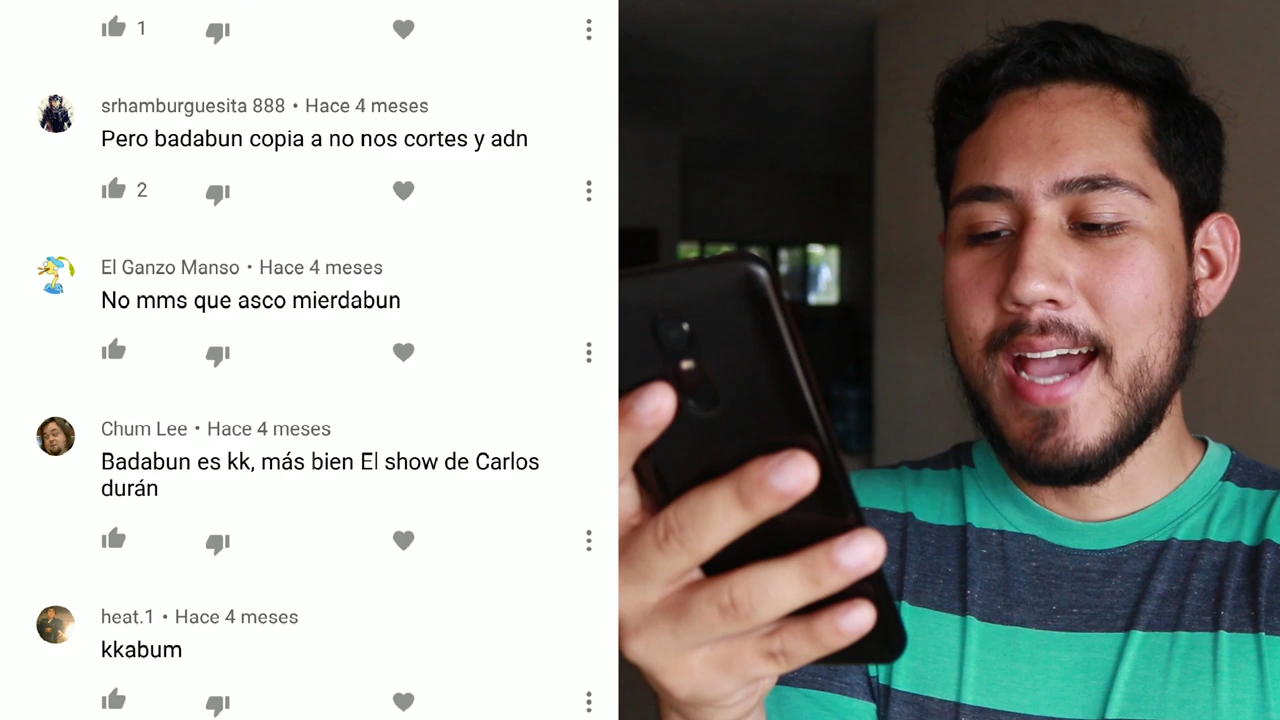 1
srhamburguesita 888 • Hace 4 meses
Pero badabun copia a no nos cortes y adn
2
El Ganzo Manso • Hace 4 meses
No mms que asco mierdabun
Chum Lee • Hace 4 meses
Badabun es kk, más bien El show de Carlos
durán
heat.1 • Hace 4 meses
kkabum